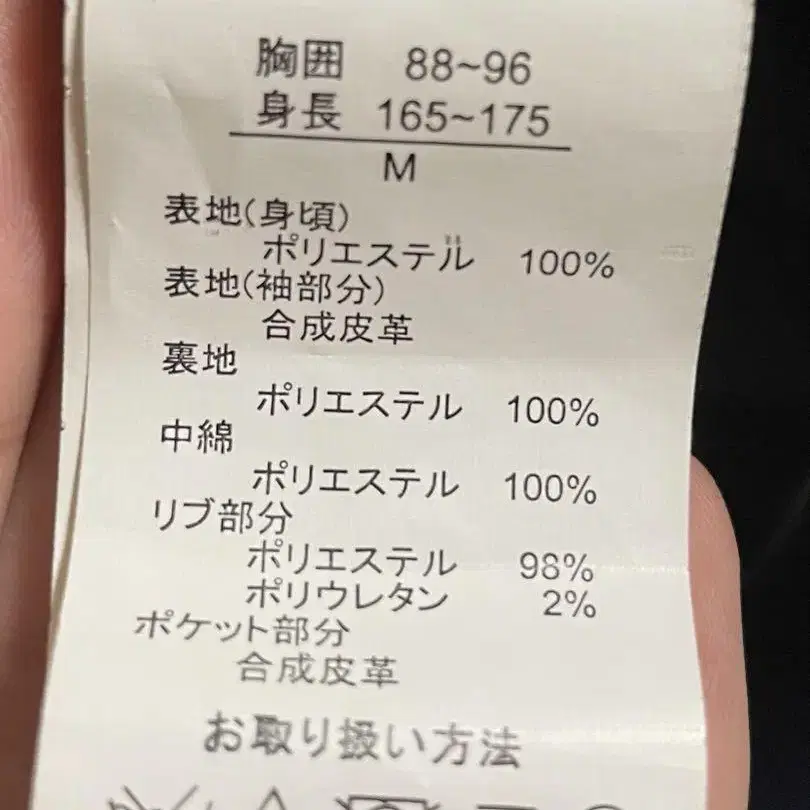 胸囲 88~96
身長 165~175
M
表地(身頃)
ポリエステル 100%
表地(袖部分)
合成皮革
裏地
ポリエステル 100%
中綿
ポリエステル 100%
リブ部分
ポリエステル 98%
ポリウレタン 2%
ポケット部分
合成皮革
お取り扱い方法